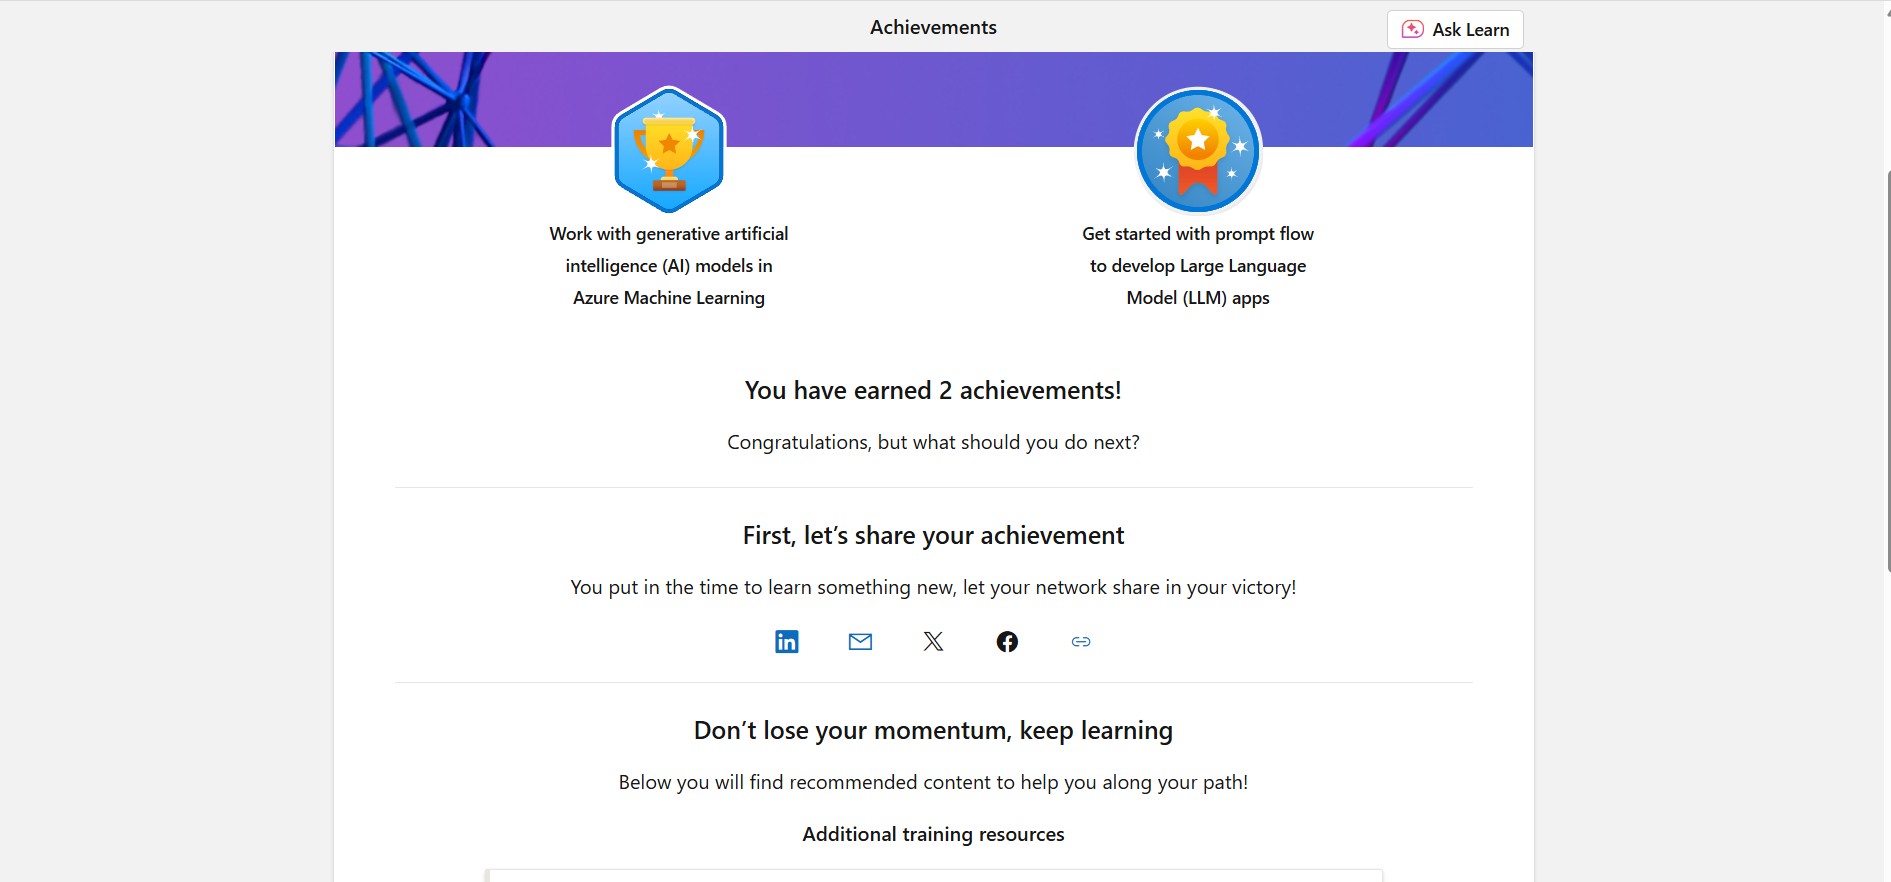 Achievements
Ask Learn
Work with generative artificial
intelligence (AI) models in
Azure Machine Learning
Get started with prompt flow
to develop Large Language
Model (LLM) apps
You have earned 2 achievements!
Congratulations, but what should you do next?
First, let’s share your achievement
You put in the time to learn something new, let your network share in your victory!
in
Don’t lose your momentum, keep learning
Below you will find recommended content to help you along your path!
Additional training resources